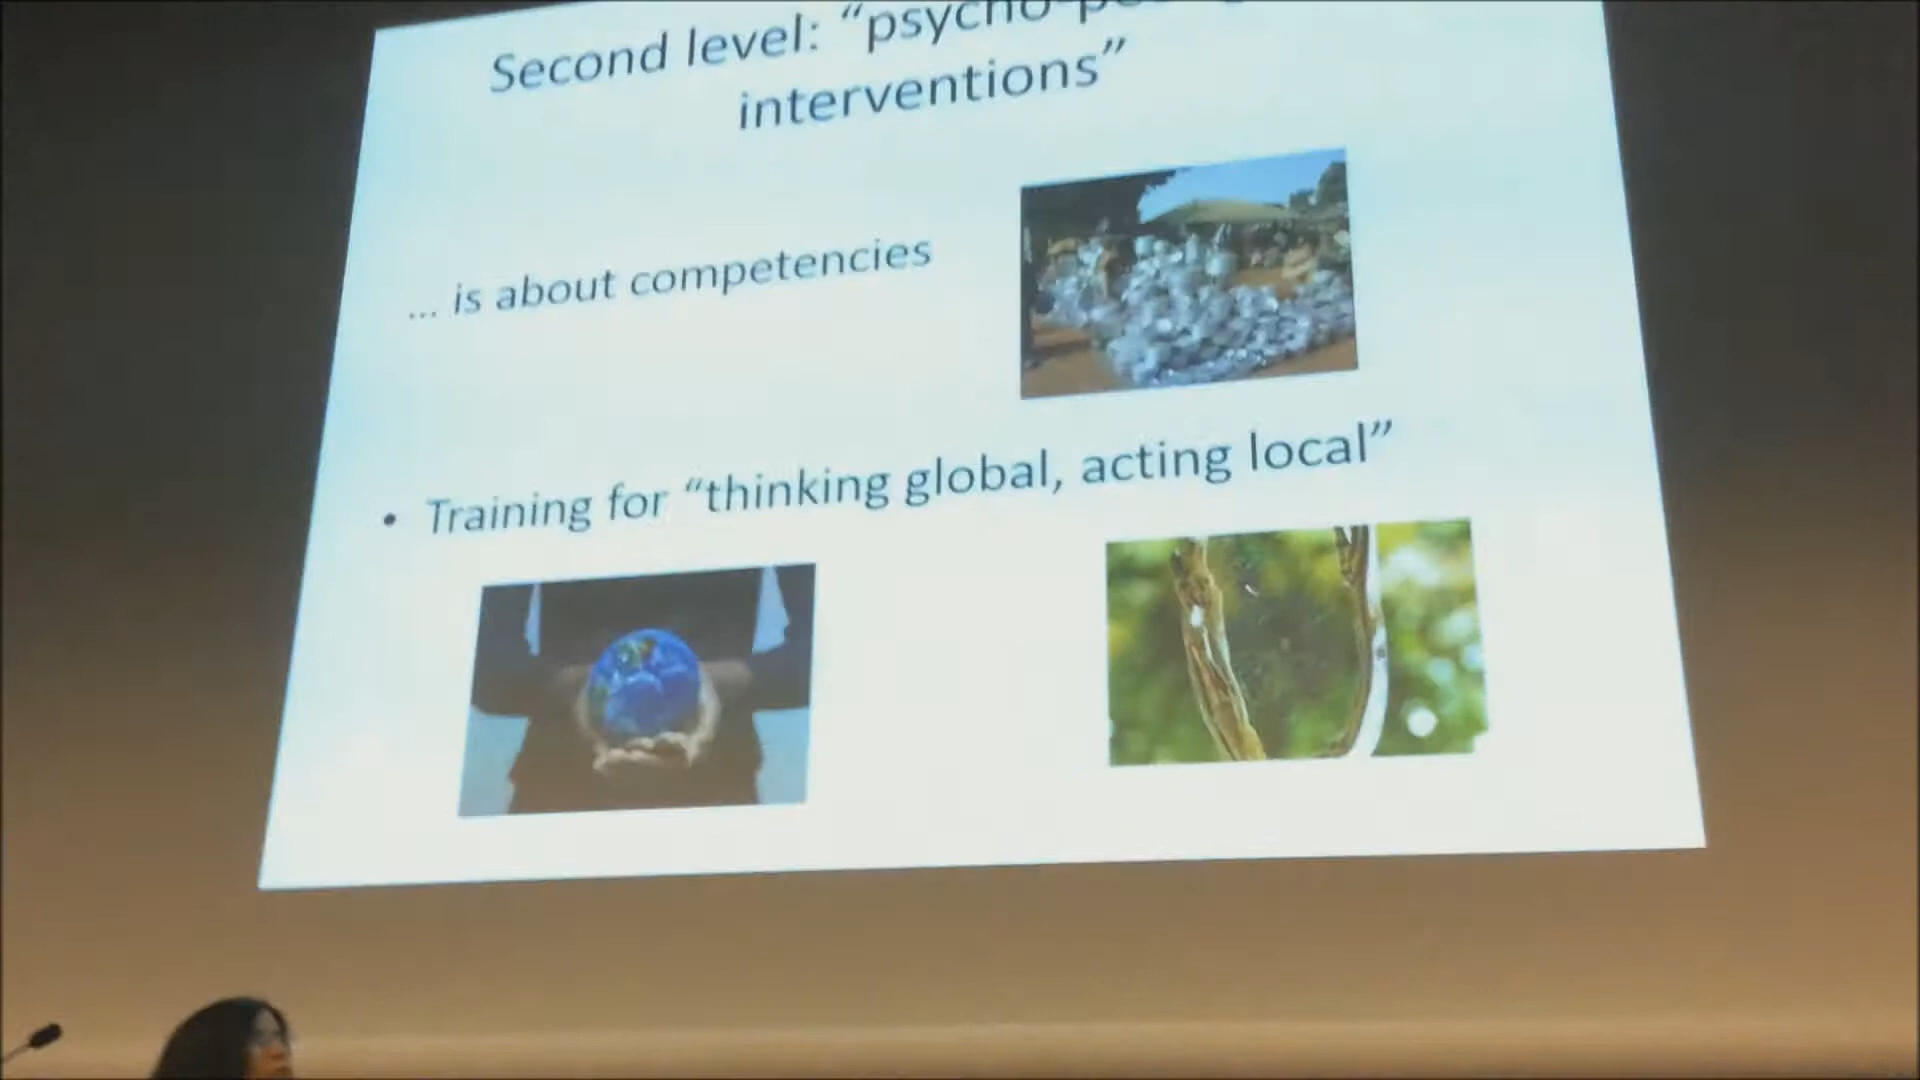 Second level: “psycho-
interventions”
... is about competencies
• Training for “thinking global, acting local”